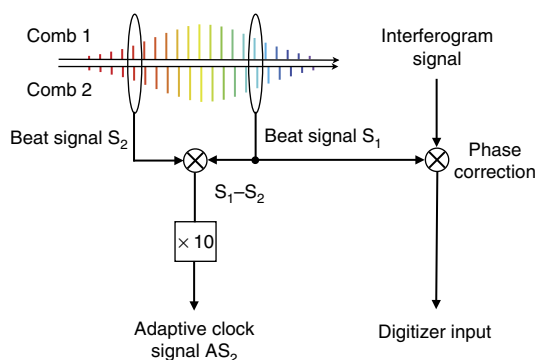 Comb 1
Comb 2
Interferogram
signal
Beat signal S₂
Beat signal S₁
Phase
correction
S₁–S₂
× 10
Adaptive clock
signal AS₂
Digitizer input